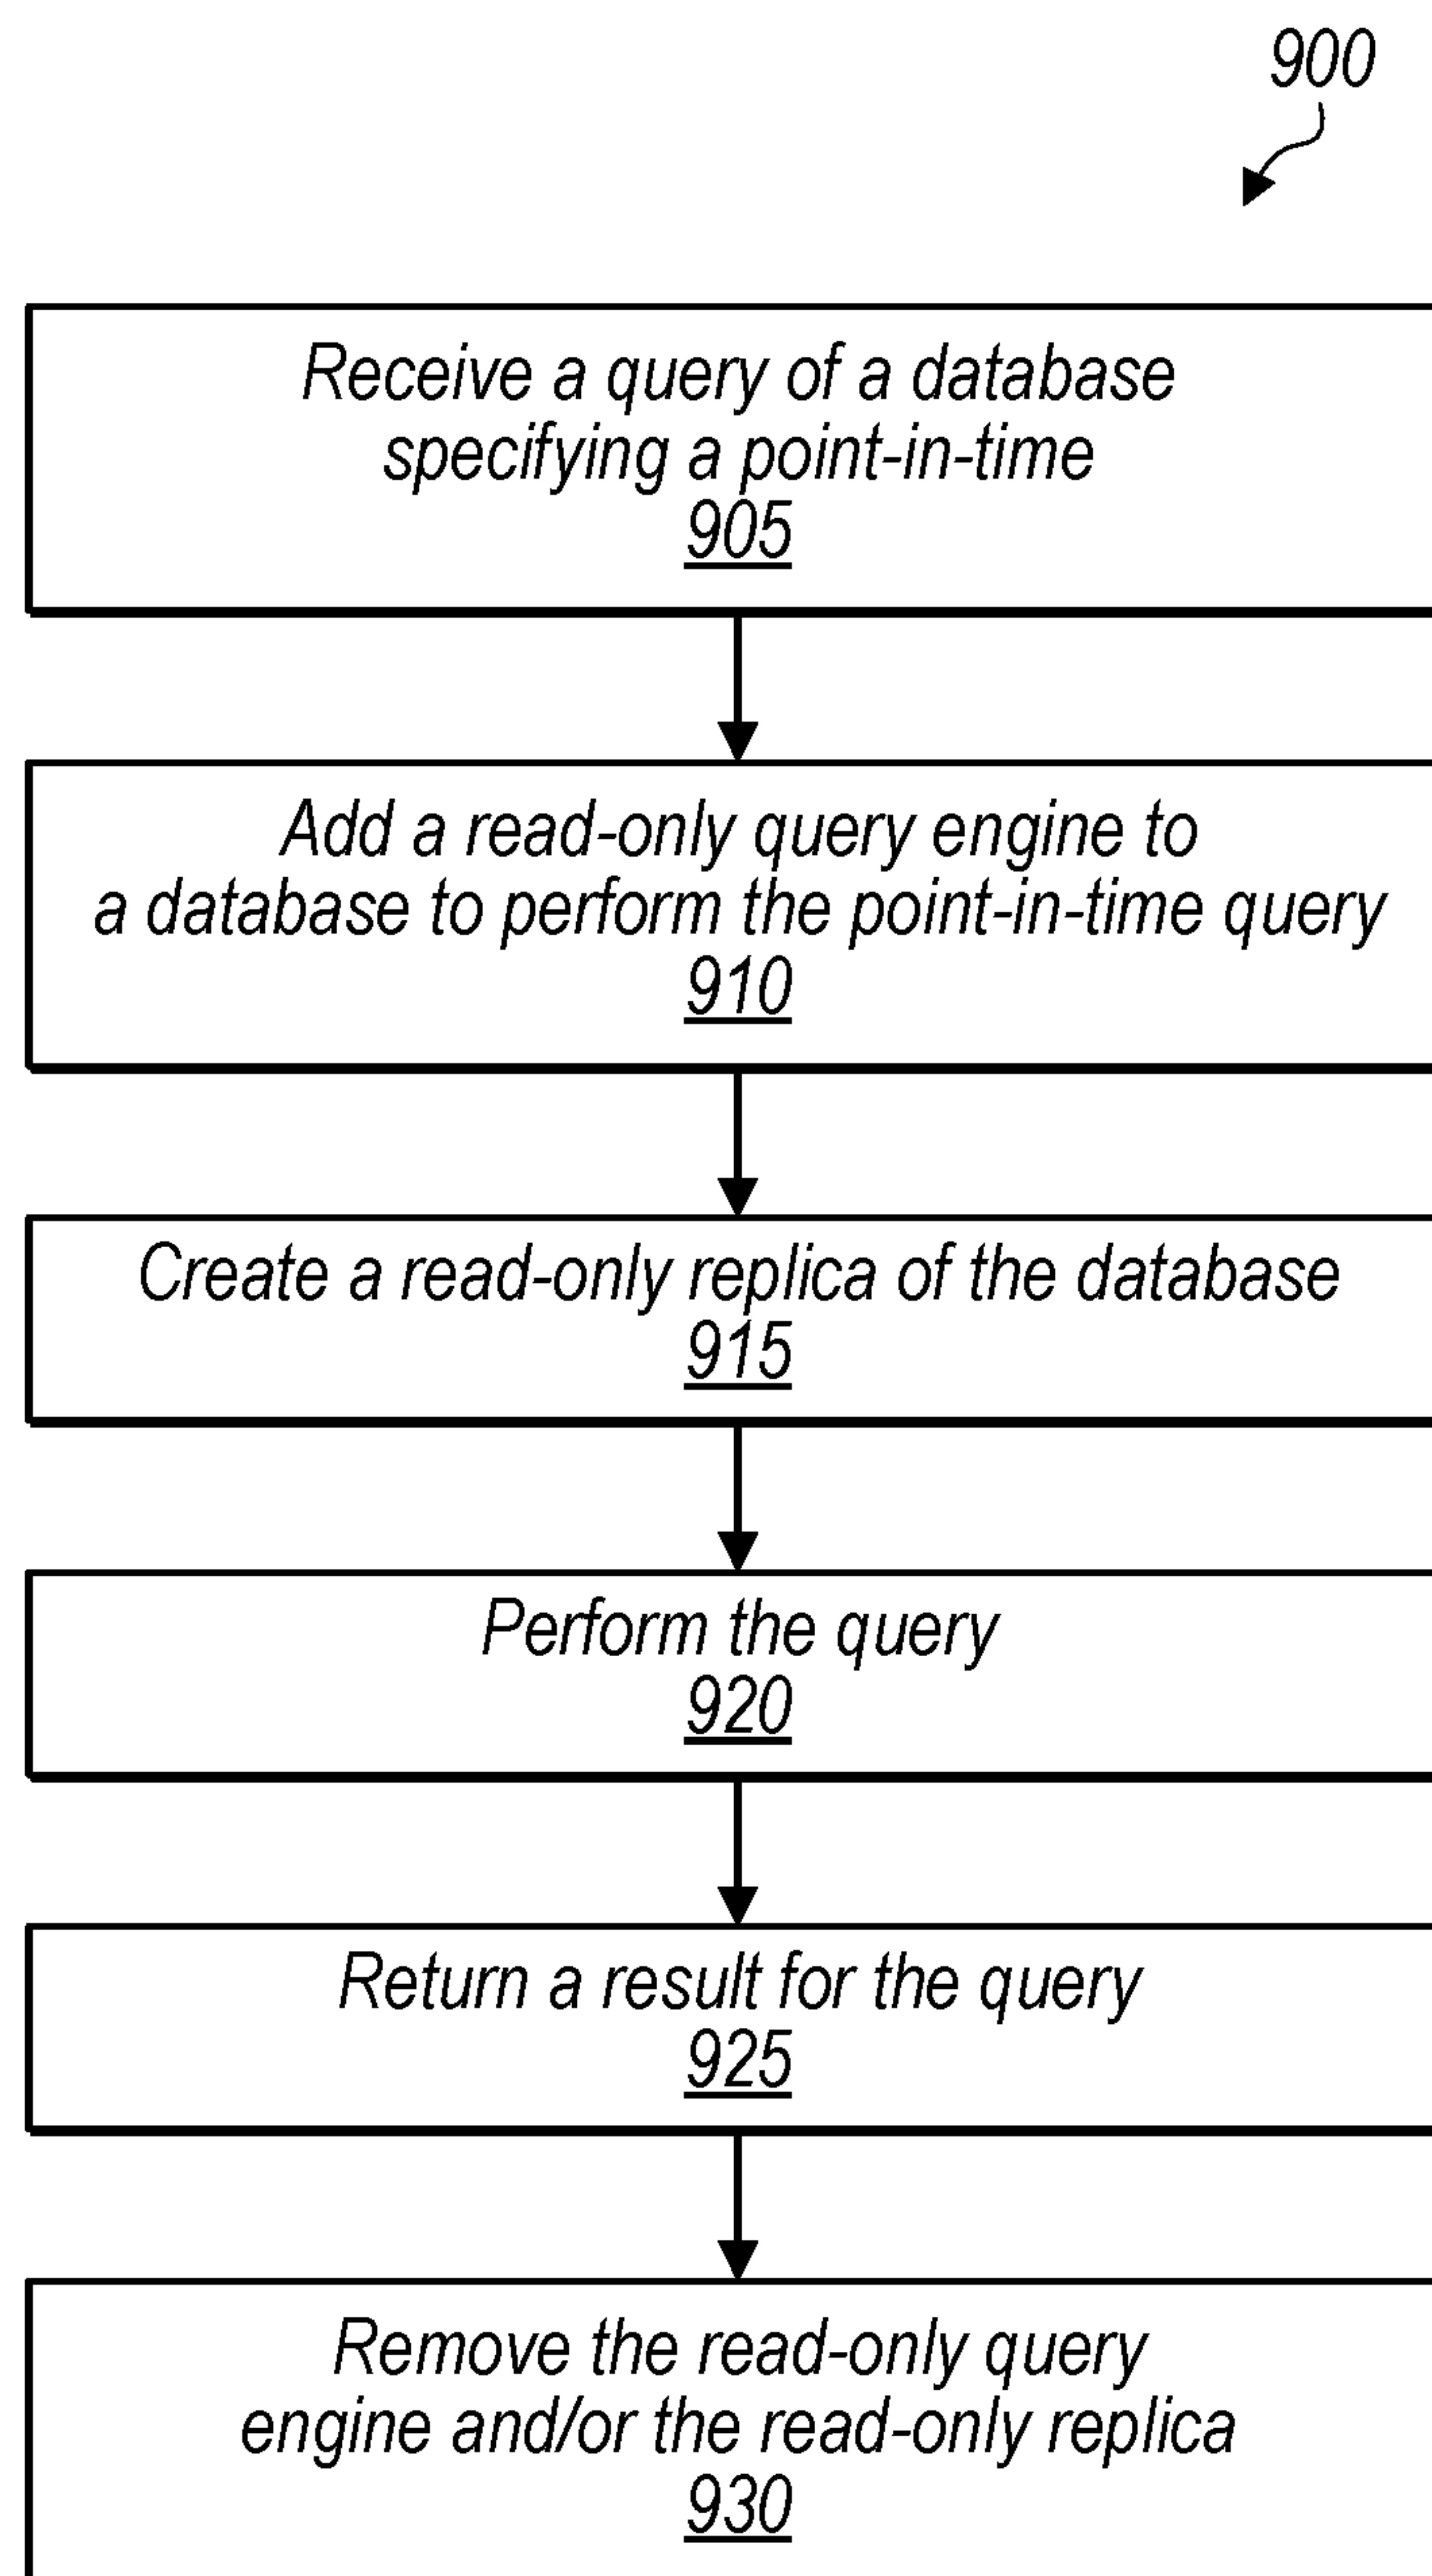 900
Receive a query of a database
specifying a point-in-time
905
Add a read-only query engine to
a database to perform the point-in-time query
910
Create a read-only replica of the database
915
Perform the query
920
Return a result for the query
925
Remove the read-only query
engine and/or the read-only replica
930